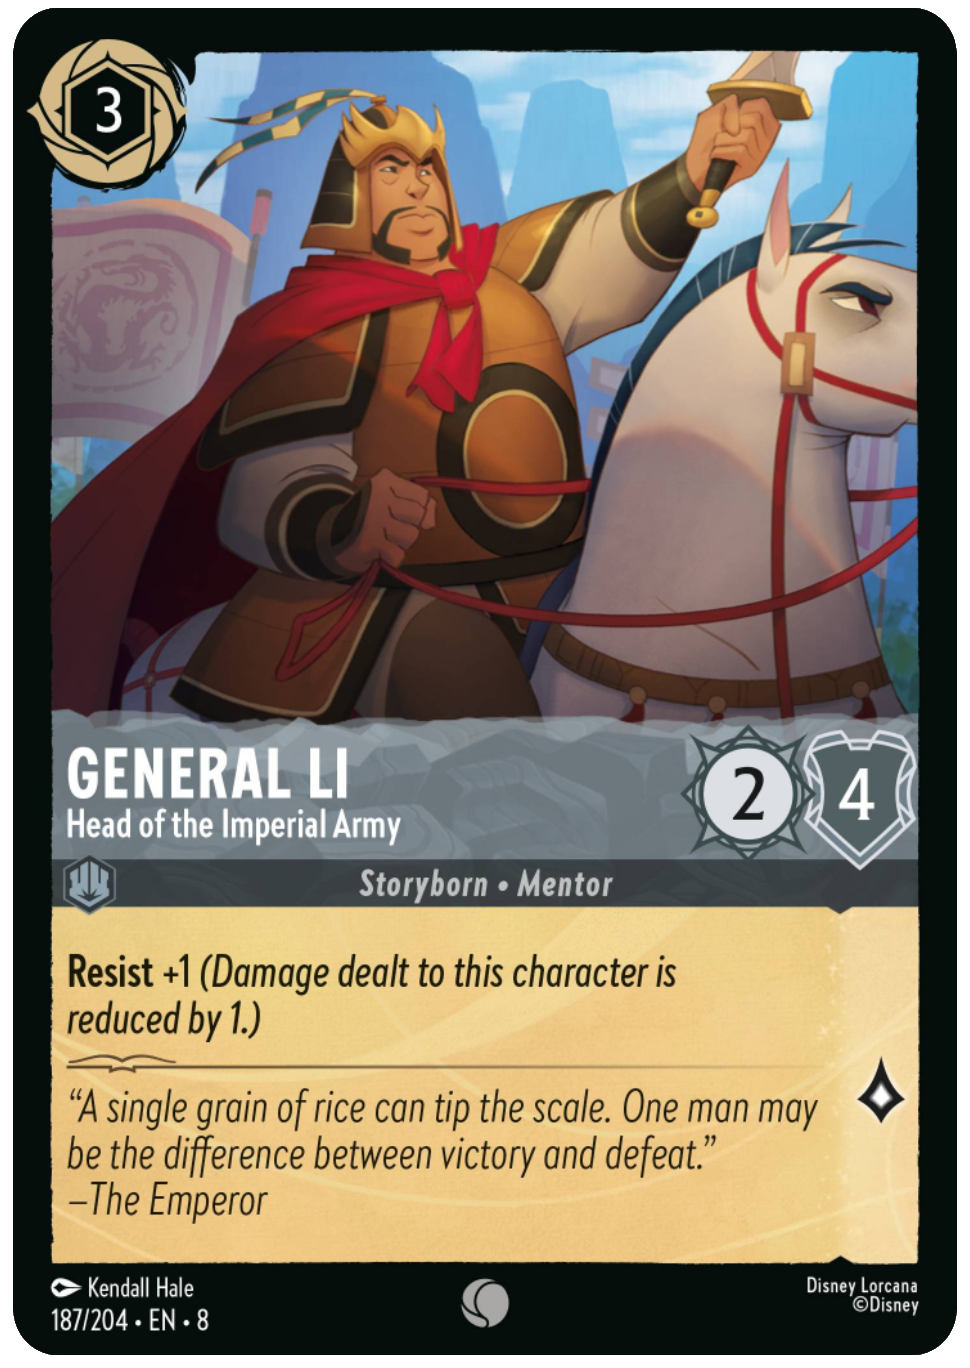 3
GENERAL LI
Head of the Imperial Army
2
4
Storyborn • Mentor
Resist +1 (Damage dealt to this character is
reduced by 1.)
“A single grain of rice can tip the scale. One man may
be the difference between victory and defeat.”
–The Emperor
Kendall Hale
187/204 • EN • 8
Disney Lorcana
©Disney